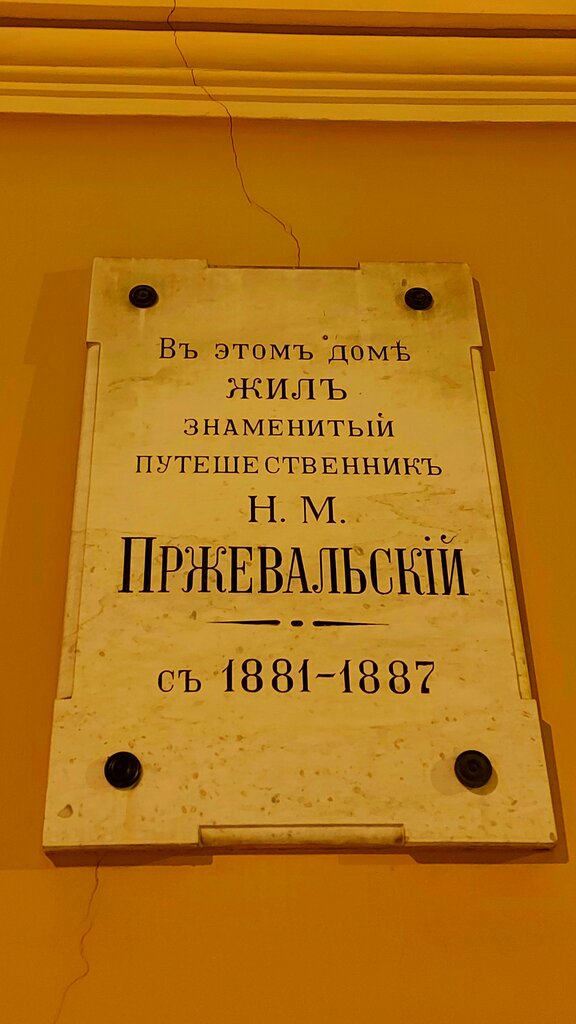 Въ этомъ домѣ
жилъ
знаменитый
путешественникъ
Н. М.
Пржевальскій
съ 1881-1887